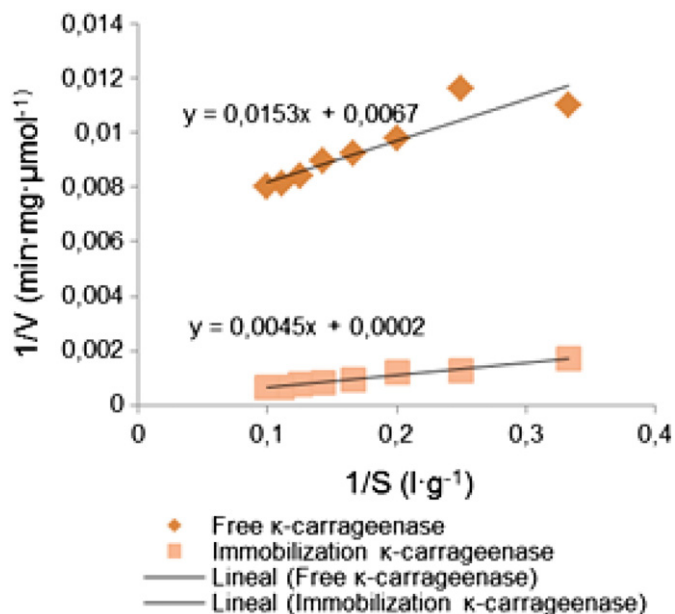 0,014
0,012
0,01
0,008
0,006
0,004
0,002
0
1/V (min·mg·µmol⁻¹)
y = 0,0153x + 0,0067
y = 0,0045x + 0,0002
0 0,1 0,2 0,3 0,4
1/S (l·g⁻¹)
Free κ-carrageenase
Immobilization κ-carrageenase
Lineal (Free κ-carrageenase)
Lineal (Immobilization κ-carrageenase)